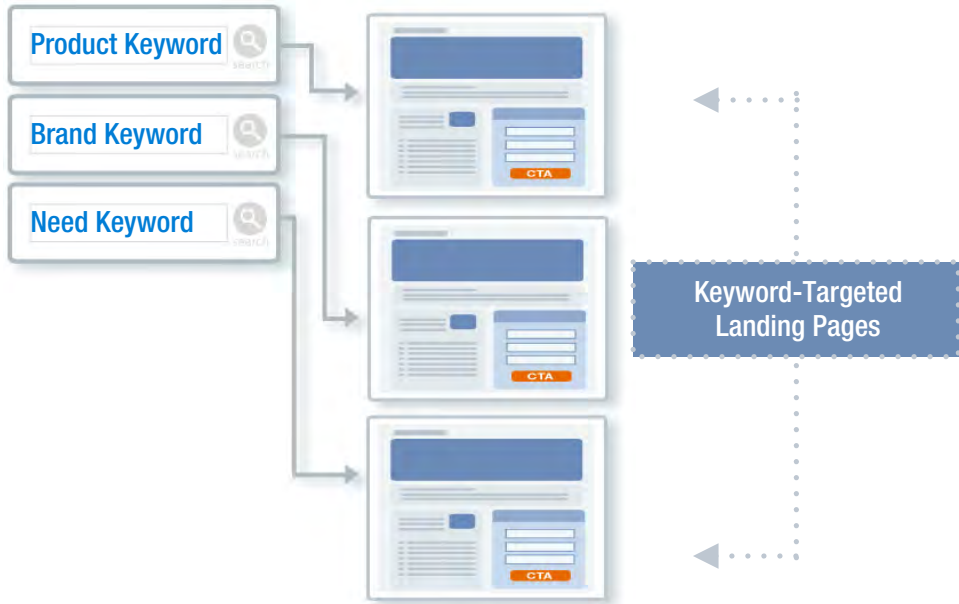 Product Keyword
search
Brand Keyword
search
Need Keyword
search
CTA
CTA
CTA
Keyword-Targeted
Landing Pages